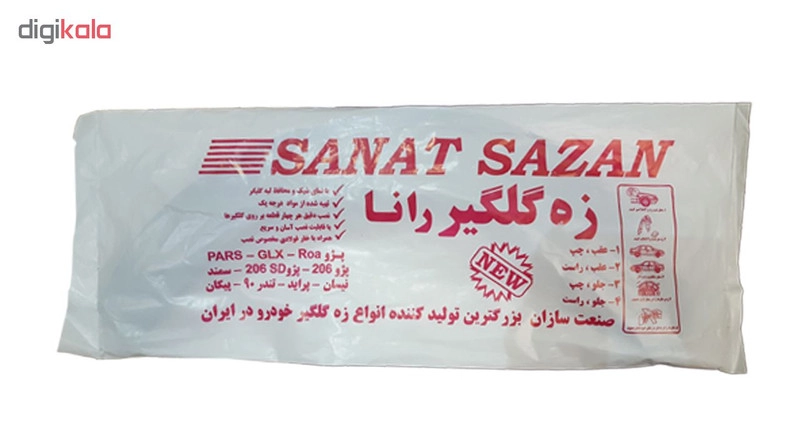 digikala
SANAT SAZAN
زه گلگیر رانا
با نمای شیک و محافظ لبه گلگیر
تهیه شده از مواد درجه یک
نصب دقیق هر چهار قطعه بر روی گلگیرها
با قابلیت نصب آسان و سریع
همراه با خار فولادی مخصوص نصب
پژو PARS - GLX - Roa
پژو 206 - پژو 206 SD - سمند
نیسان - پراید - تندر ۹۰ - پیکان
NEW
۱- عقب ، چپ
۲- عقب ، راست
۳- جلو ، چپ
۴- جلو ، راست
صنعت سازان بزرگترین تولید کننده انواع زه گلگیر خودرو در ایران